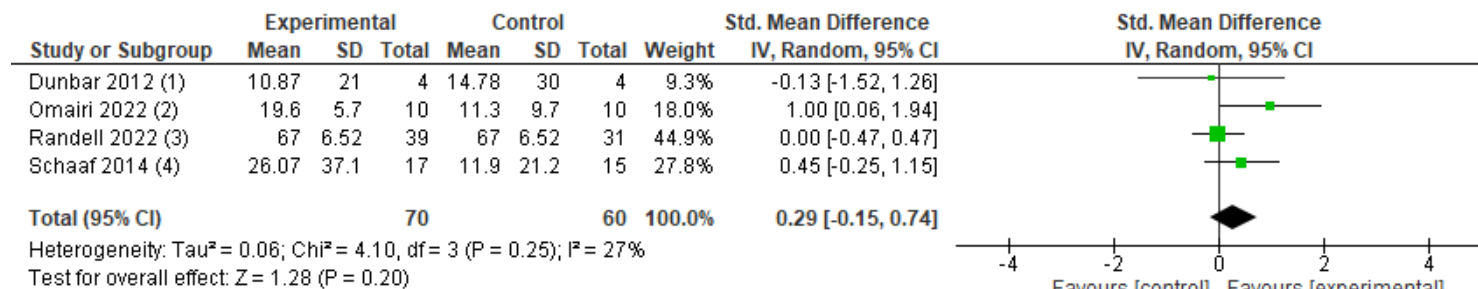 Experimental Control Std. Mean Difference Std. Mean Difference
Study or Subgroup Mean SD Total Mean SD Total Weight IV, Random, 95% CI IV, Random, 95% CI
Dunbar 2012 (1) 10.87 21 4 14.78 30 4 9.3% -0.13 [-1.52, 1.26]
Omairi 2022 (2) 19.6 5.7 10 11.3 9.7 10 18.0% 1.00 [0.06, 1.94]
Randell 2022 (3) 67 6.52 39 67 6.52 31 44.9% 0.00 [-0.47, 0.47]
Schaaf 2014 (4) 26.07 37.1 17 11.9 21.2 15 27.8% 0.45 [-0.25, 1.15]
Total (95% CI) 70 60 100.0% 0.29 [-0.15, 0.74]
Heterogeneity: Tau² = 0.06; Chi² = 4.10, df = 3 (P = 0.25); I² = 27%
Test for overall effect: Z = 1.28 (P = 0.20)
-4 -2 0 2 4
Favours [control] Favours [experimental]